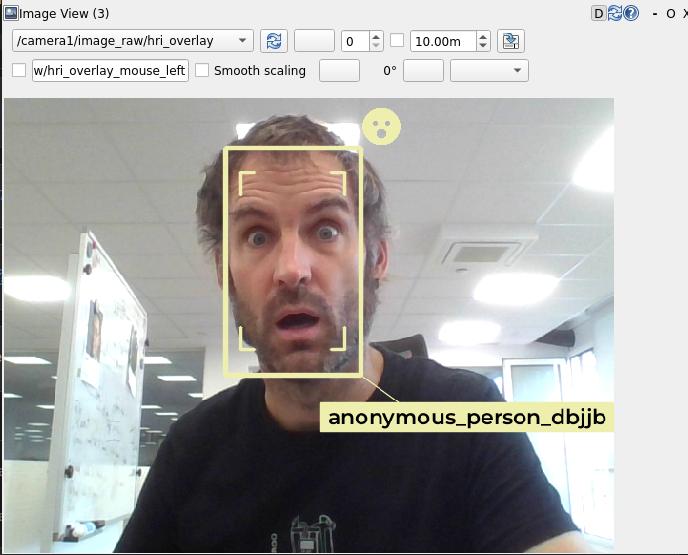 Image View (3)
D - O X
/camera1/image_raw/hri_overlay 0 10.00m
w/hri_overlay_mouse_left Smooth scaling 0°
anonymous_person_dbjjb